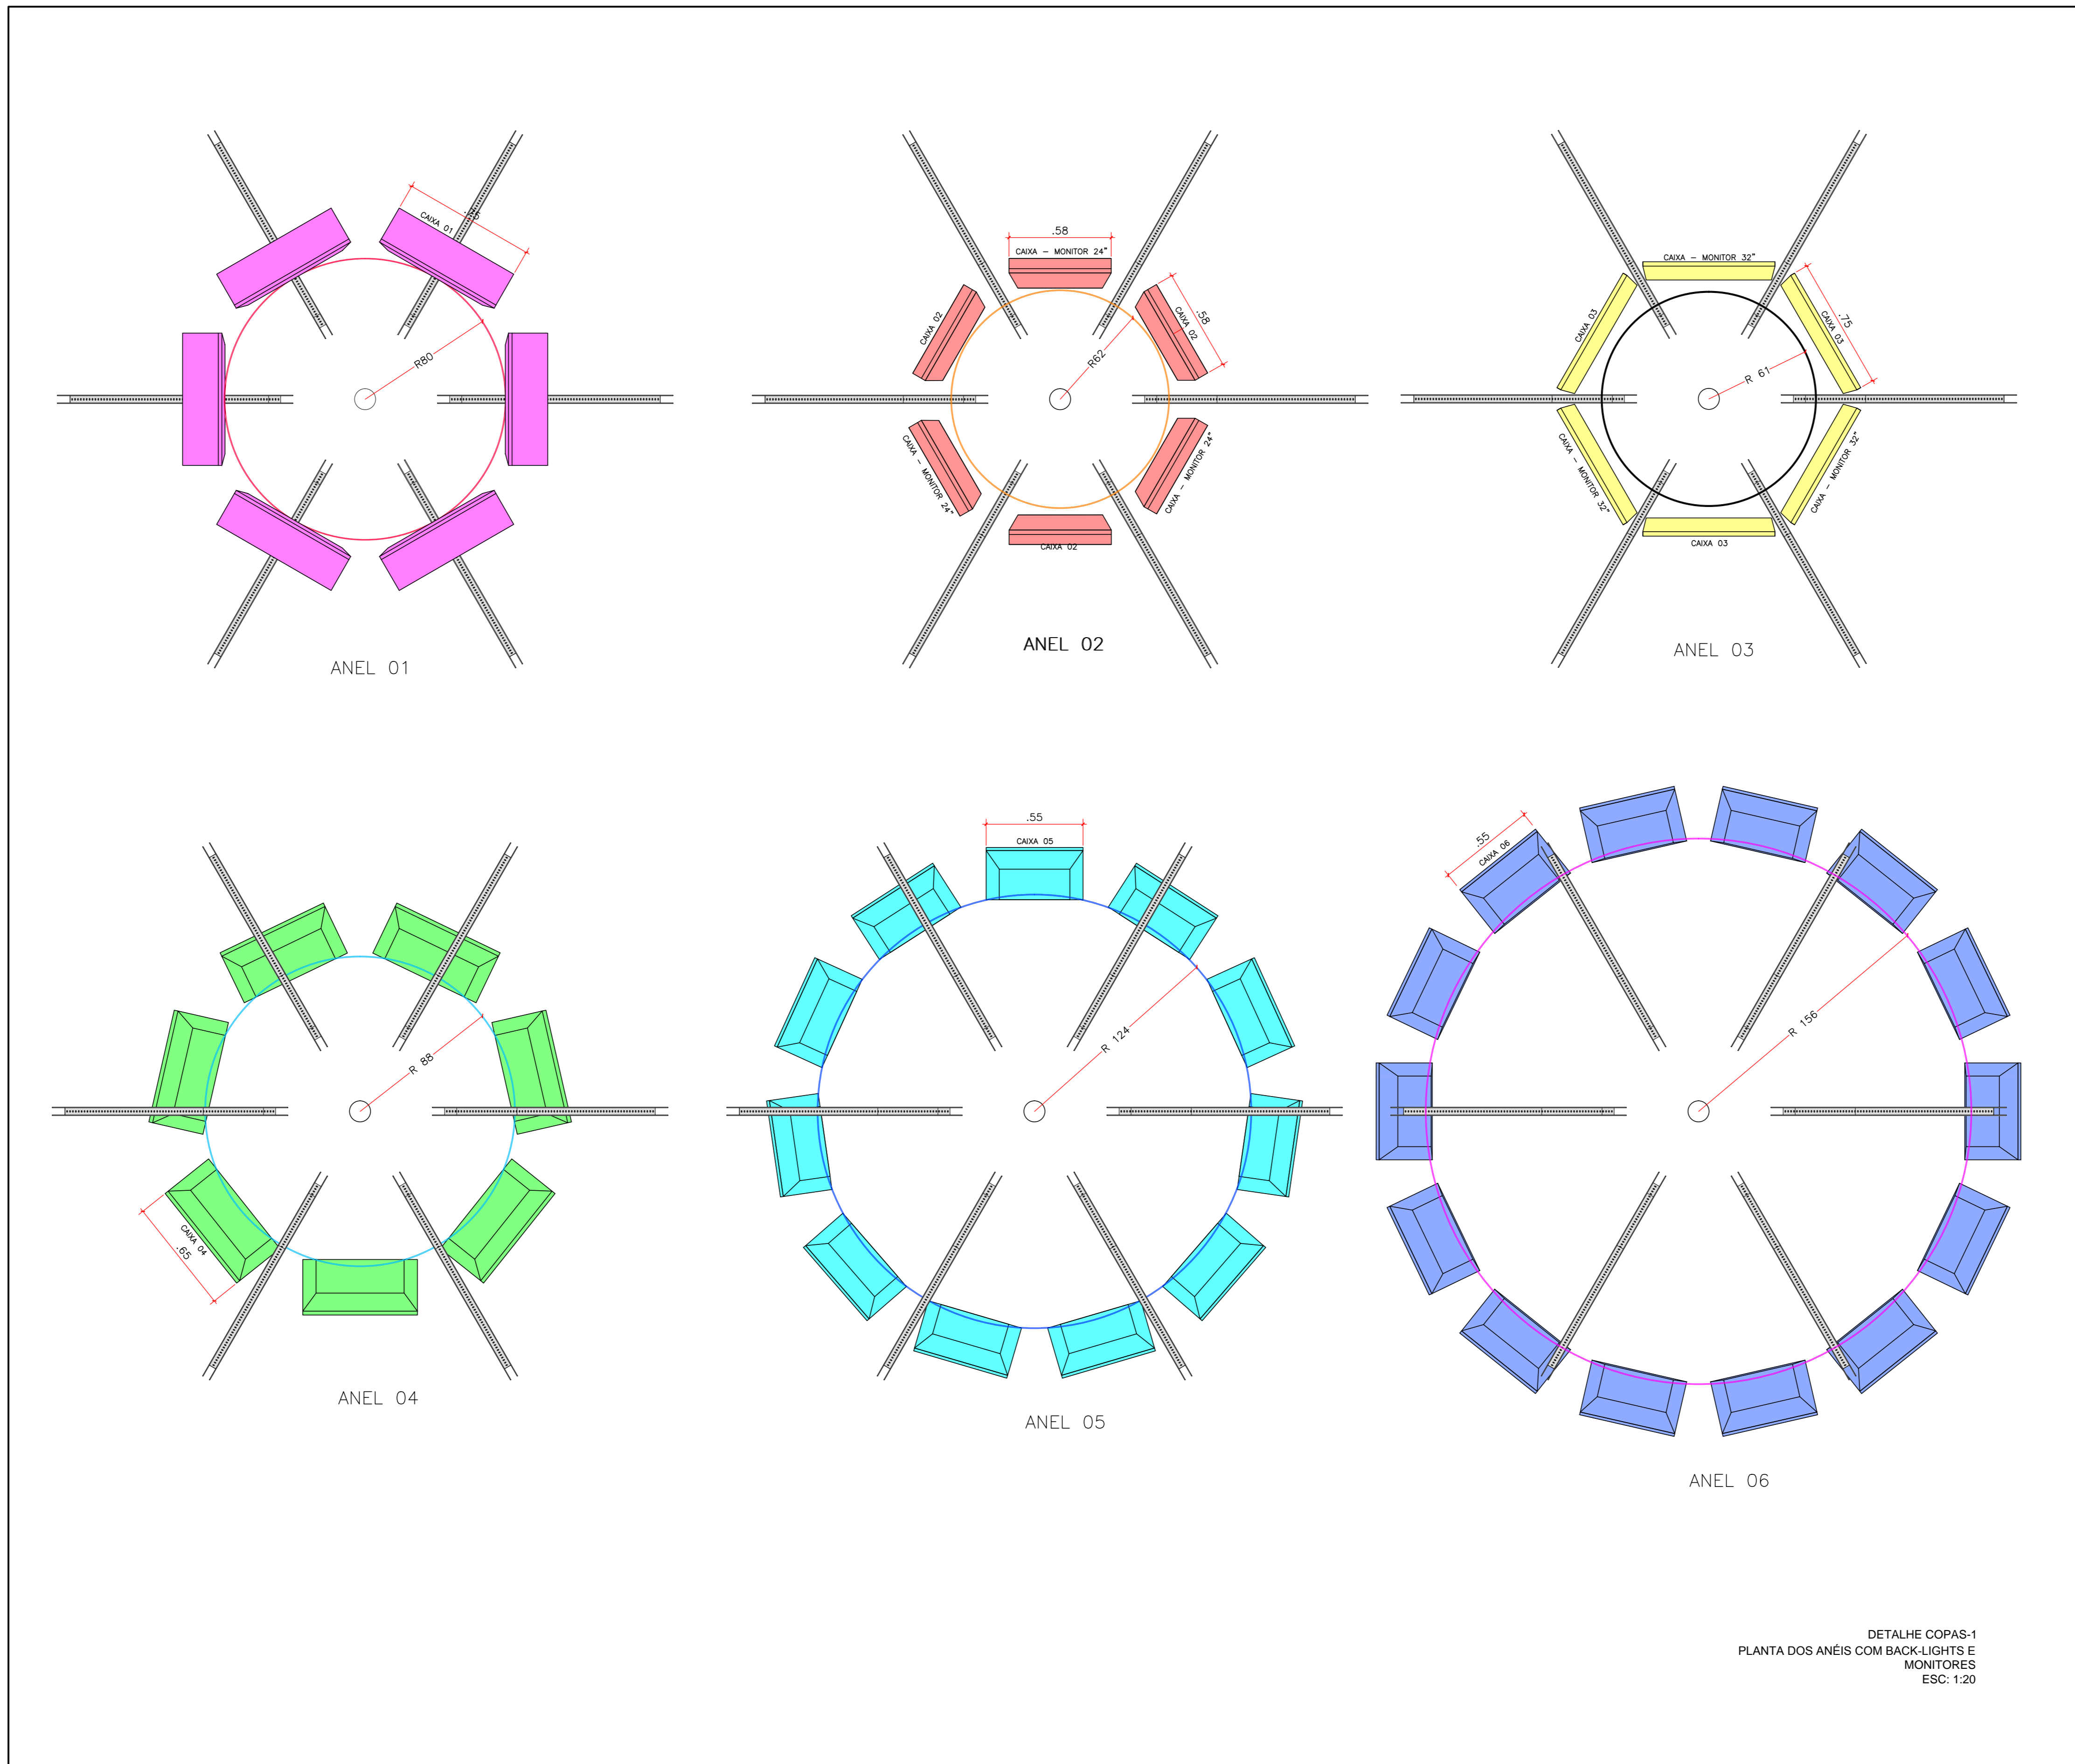 CAIXA 01
.75
R80
ANEL 01
.58
CAIXA - MONITOR 24"
CAIXA 02
CAIXA 02
.58
R62
CAIXA - MONITOR 24"
CAIXA - MONITOR 24"
CAIXA 02
ANEL 02
CAIXA - MONITOR 32"
CAIXA 03
CAIXA 03
.75
R 61
CAIXA - MONITOR 32"
CAIXA - MONITOR 32"
CAIXA 03
ANEL 03
R 88
CAIXA 04
.65
ANEL 04
.55
CAIXA 05
R 124
ANEL 05
.55
CAIXA 06
R 156
ANEL 06
DETALHE COPAS-1
PLANTA DOS ANÉIS COM BACK-LIGHTS E
MONITORES
ESC: 1:20